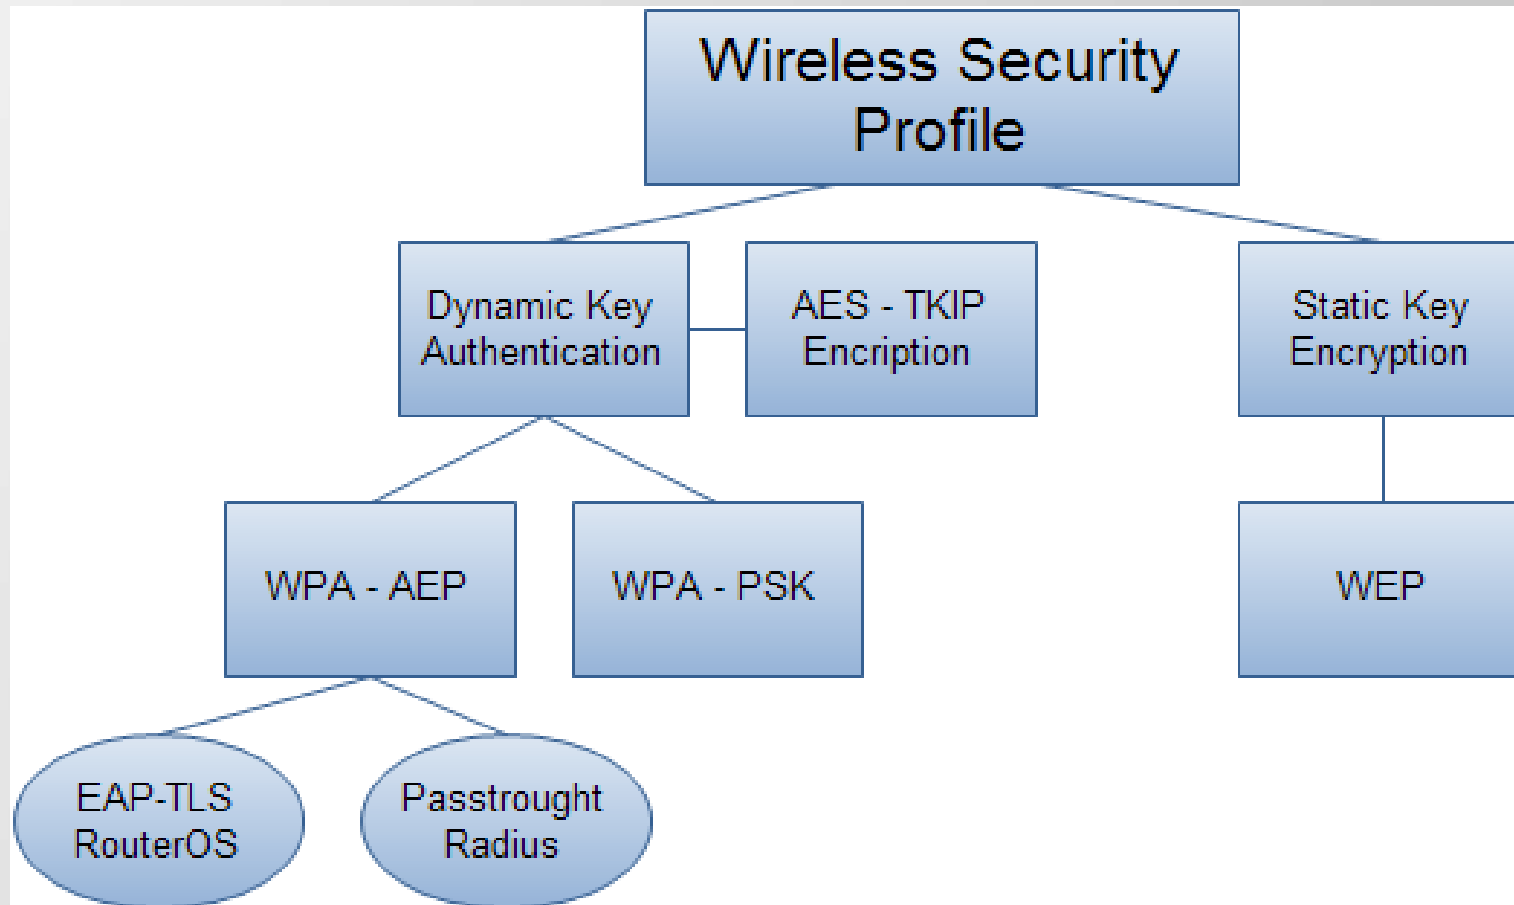 Wireless Security
Profile
Dynamic Key
Authentication
AES - TKIP
Encription
Static Key
Encryption
WPA - AEP
WPA - PSK
WEP
EAP-TLS
RouterOS
Passtrought
Radius